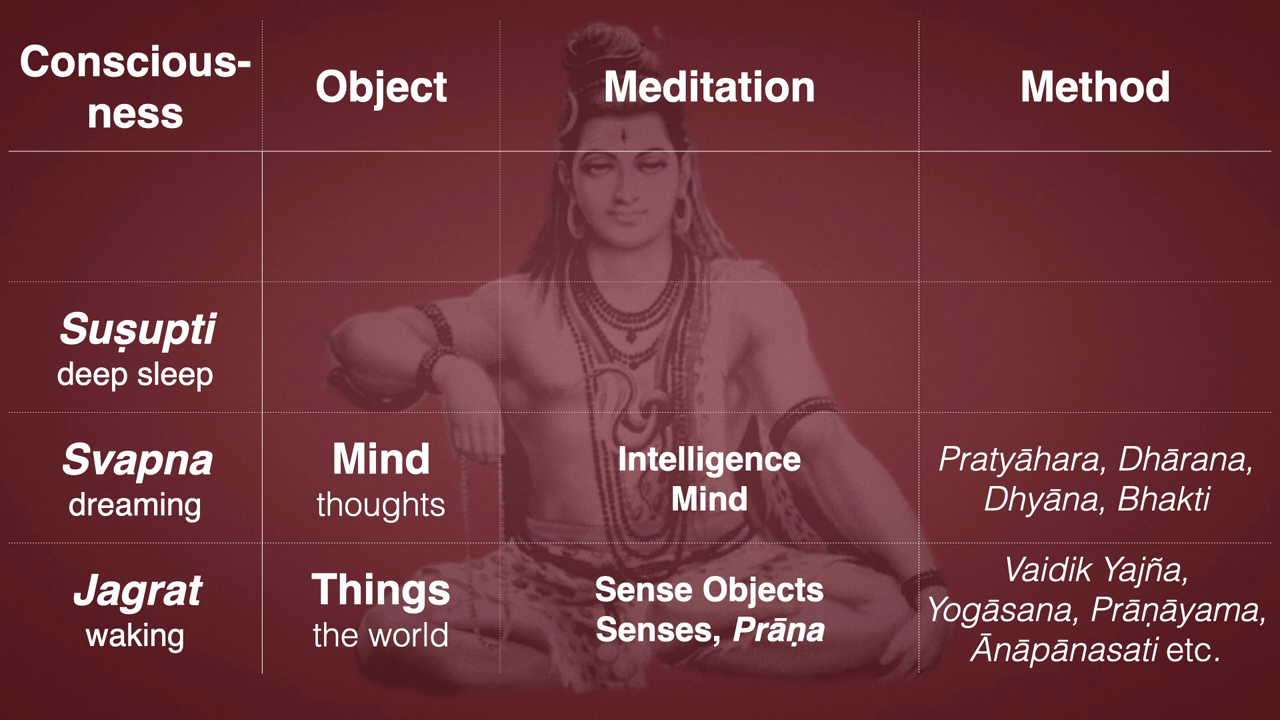 Conscious-
ness
Object
Meditation
Method
Suṣupti
deep sleep
Svapna
dreaming
Mind
thoughts
Intelligence
Mind
Pratyāhara, Dhārana,
Dhyāna, Bhakti
Jagrat
waking
Things
the world
Sense Objects
Senses, Prāṇa
Vaidik Yajña,
Yogāsana, Prāṇāyama,
Ānāpānasati etc.